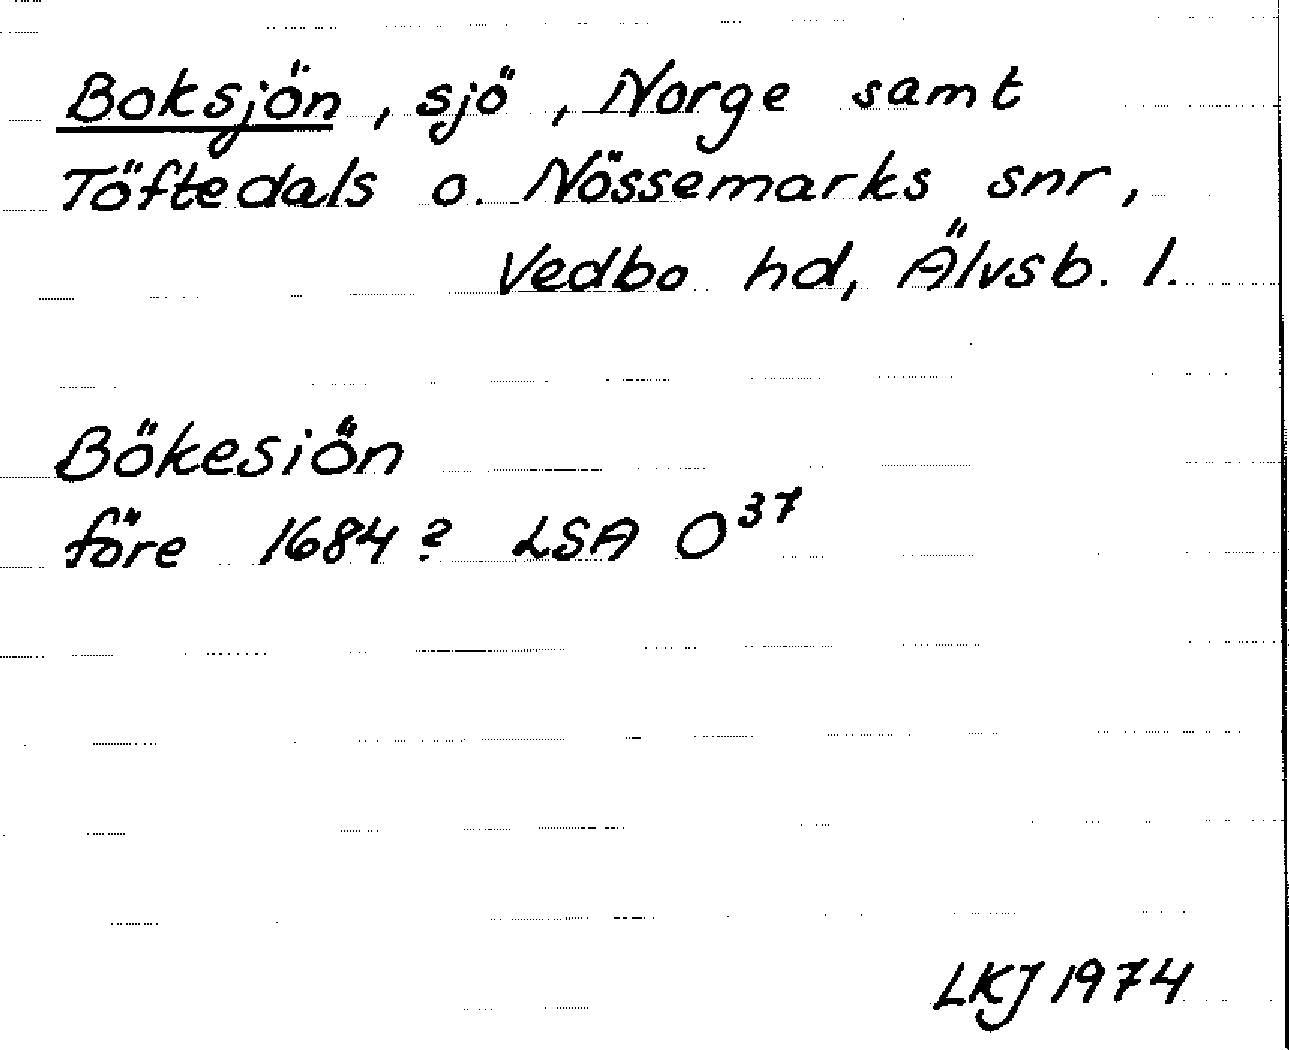 Boksjön, sjö, Norge samt
Töftedals o. Nössemarks snr,
Vedbo hd, Älvsb. l.
Bökesiön
före 1684? LSA O37
LKJ 1974